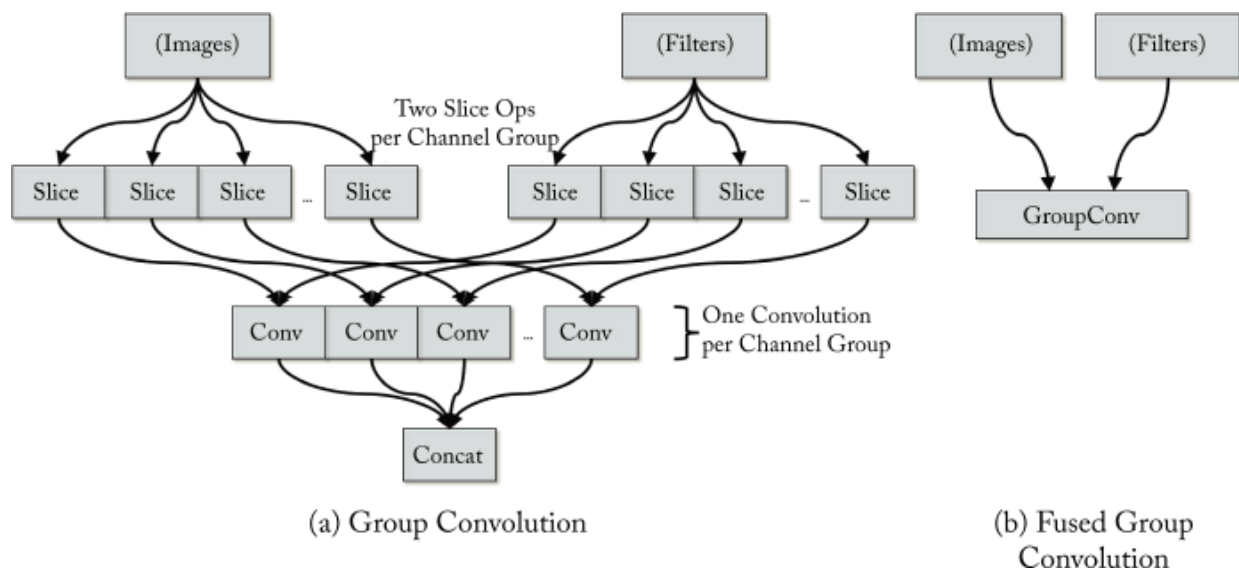 (Images)
(Filters)
Two Slice Ops
per Channel Group
Slice
Slice
Slice
...
Slice
Slice
Slice
Slice
...
Slice
Conv
Conv
Conv
...
Conv
One Convolution
per Channel Group
Concat
(a) Group Convolution
(Images)
(Filters)
GroupConv
(b) Fused Group
Convolution